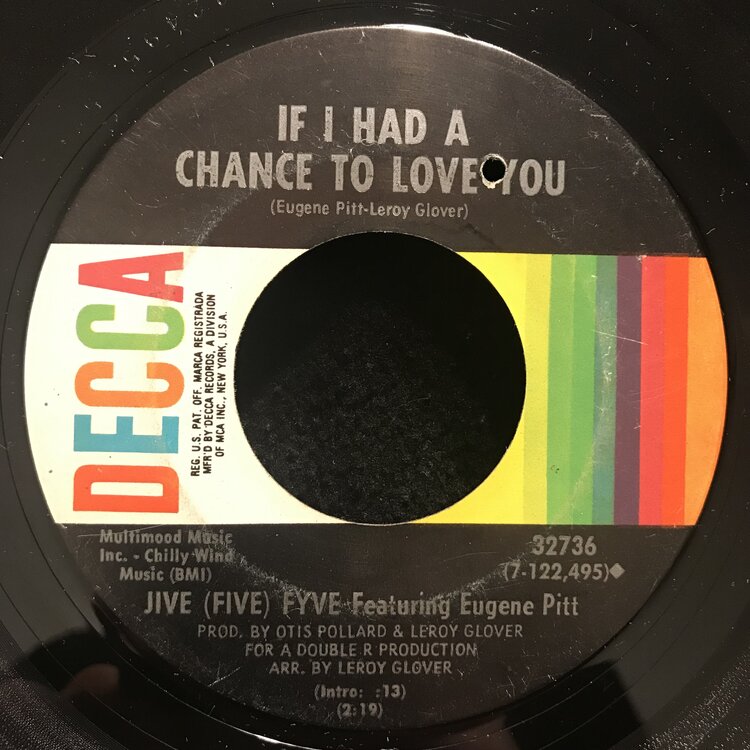 IF I HAD A
CHANCE TO LOVE YOU
(Eugene Pitt-Leroy Glover)
DECCA
REG. U.S. PAT. OFF. MARCA REGISTRADA
MFR'D BY DECCA RECORDS, A DIVISION
OF MCA INC., NEW YORK, U.S.A.
Multimood Music
Inc. - Chilly Wind
Music (BMI)
32736
(7-122,495)◆
JIVE (FIVE) FYVE Featuring Eugene Pitt
PROD. BY OTIS POLLARD & LEROY GLOVER
FOR A DOUBLE R PRODUCTION
ARR. BY LEROY GLOVER
(Intro: :13)
(2:19)